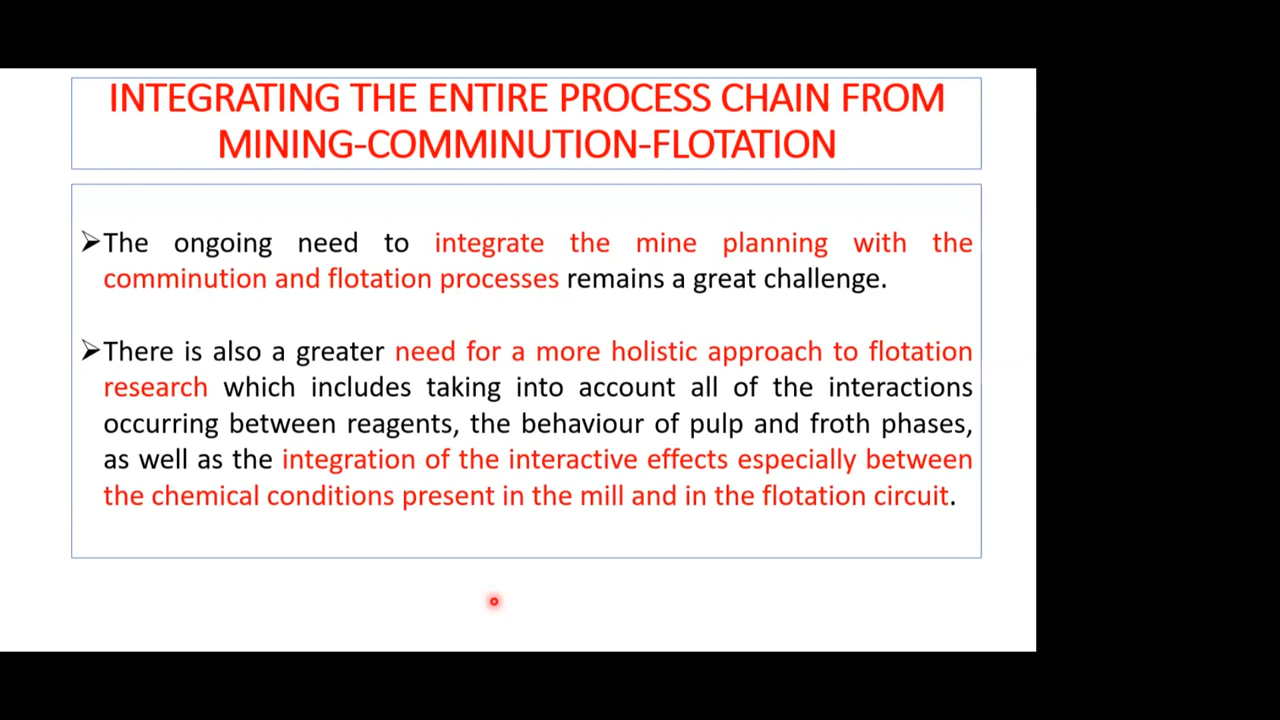 INTEGRATING THE ENTIRE PROCESS CHAIN FROM
MINING-COMMINUTION-FLOTATION
➢The ongoing need to integrate the mine planning with the
comminution and flotation processes remains a great challenge.
➢There is also a greater need for a more holistic approach to flotation
research which includes taking into account all of the interactions
occurring between reagents, the behaviour of pulp and froth phases,
as well as the integration of the interactive effects especially between
the chemical conditions present in the mill and in the flotation circuit.